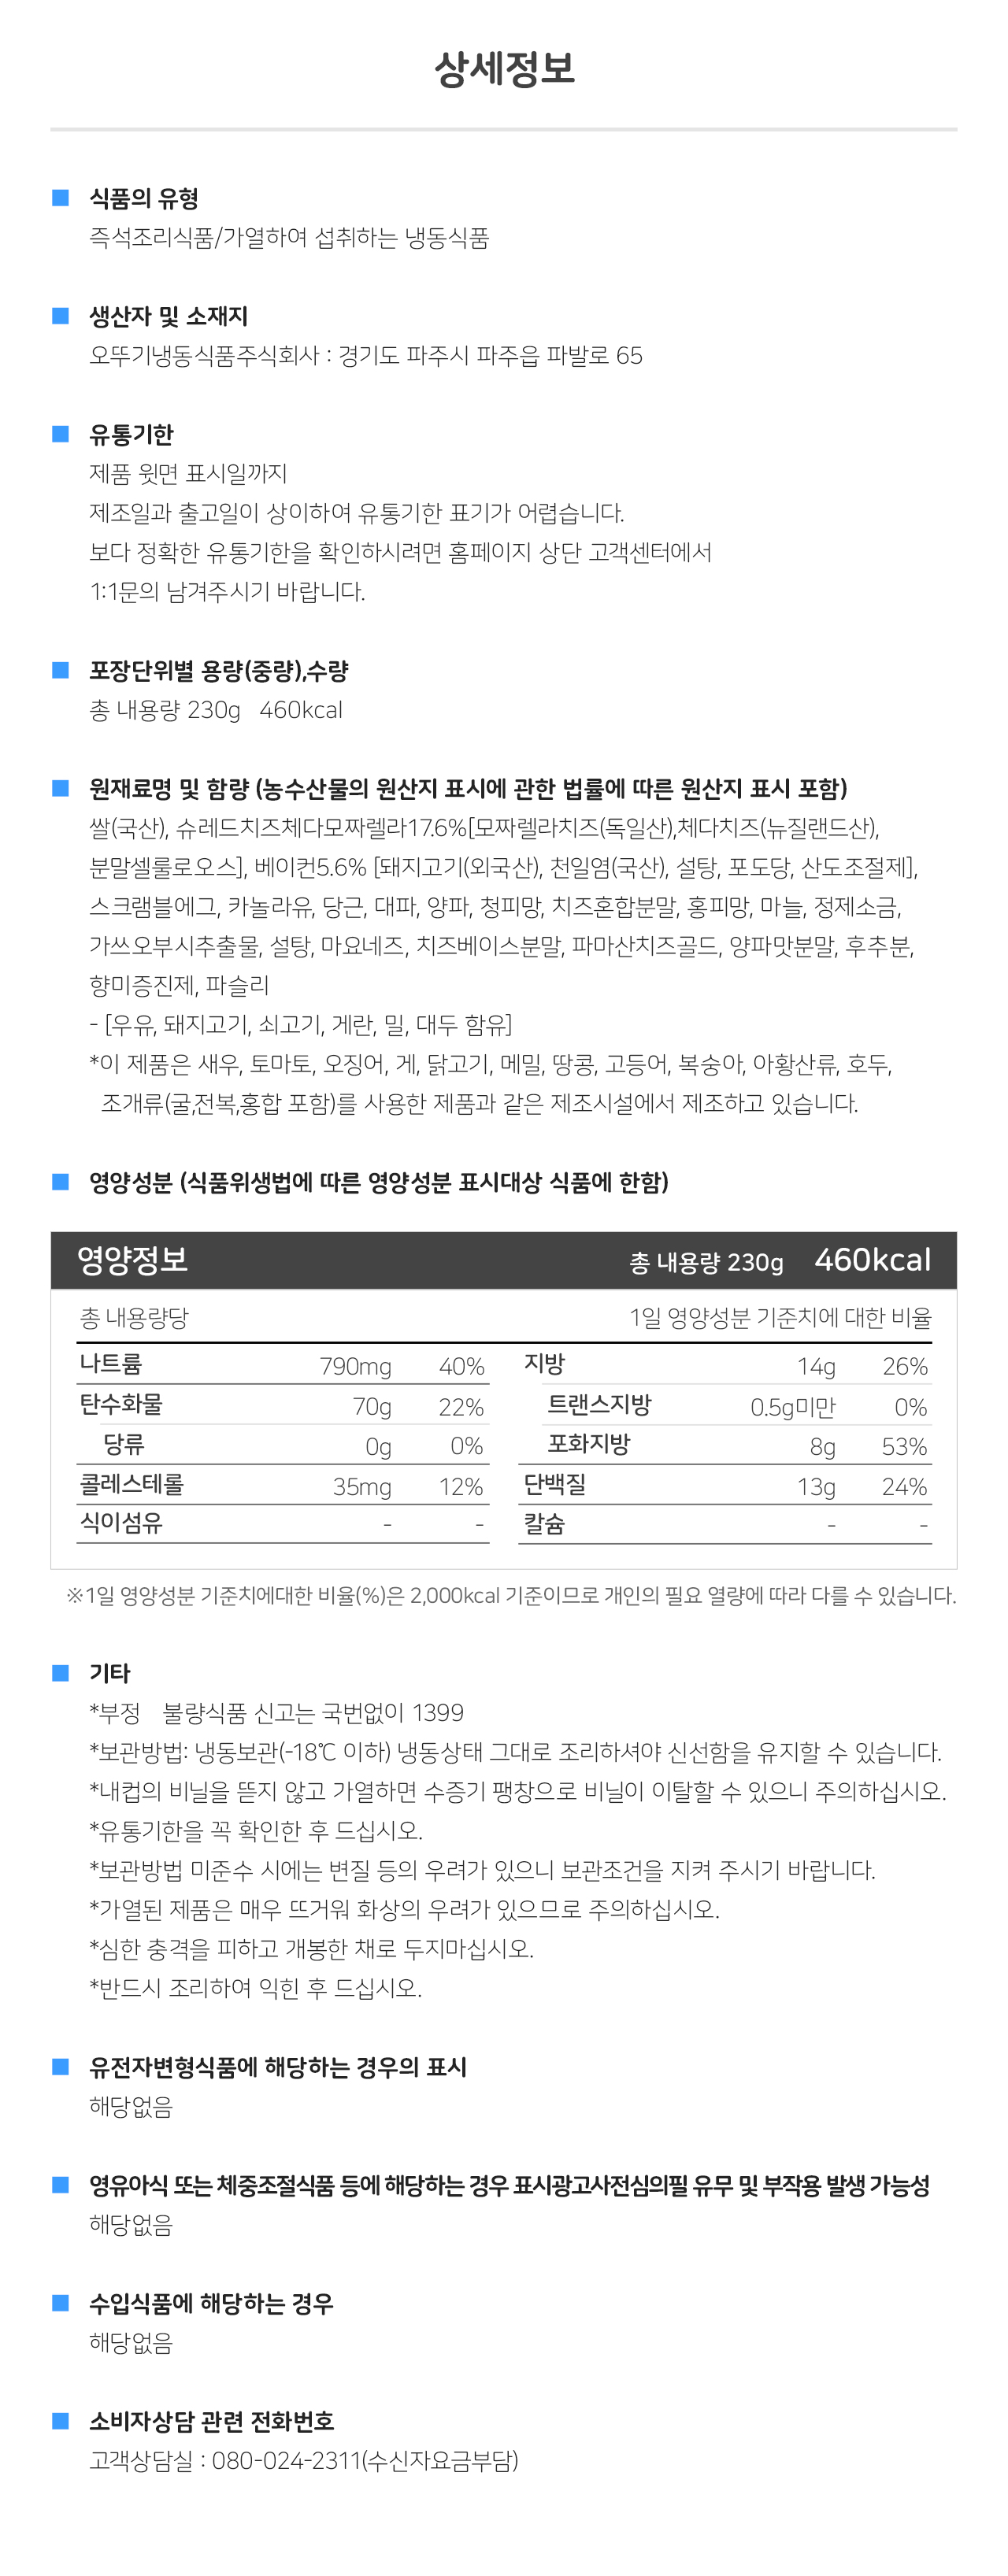 상세정보
식품의 유형
즉석조리식품/가열하여 섭취하는 냉동식품
생산자 및 소재지
오뚜기냉동식품주식회사 : 경기도 파주시 파주읍 파발로 65
유통기한
제품 윗면 표시일까지
제조일과 출고일이 상이하여 유통기한 표기가 어렵습니다.
보다 정확한 유통기한을 확인하시려면 홈페이지 상단 고객센터에서
1:1문의 남겨주시기 바랍니다.
포장단위별 용량(중량),수량
총 내용량 230g 460kcal
원재료명 및 함량 (농수산물의 원산지 표시에 관한 법률에 따른 원산지 표시 포함)
쌀(국산), 슈레드치즈체다모짜렐라17.6%[모짜렐라치즈(독일산),체다치즈(뉴질랜드산),
분말셀룰로오스], 베이컨5.6% [돼지고기(외국산), 천일염(국산), 설탕, 포도당, 산도조절제],
스크램블에그, 카놀라유, 당근, 대파, 양파, 청피망, 치즈혼합분말, 홍피망, 마늘, 정제소금,
가쓰오부시추출물, 설탕, 마요네즈, 치즈베이스분말, 파마산치즈골드, 양파맛분말, 후추분,
향미증진제, 파슬리
- [우유, 돼지고기, 쇠고기, 계란, 밀, 대두 함유]
*이 제품은 새우, 토마토, 오징어, 게, 닭고기, 메밀, 땅콩, 고등어, 복숭아, 아황산류, 호두,
조개류(굴,전복,홍합 포함)를 사용한 제품과 같은 제조시설에서 제조하고 있습니다.
영양성분 (식품위생법에 따른 영양성분 표시대상 식품에 한함)
영양정보 총 내용량 230g 460kcal
총 내용량당 1일 영양성분 기준치에 대한 비율
나트륨 790mg 40% 지방 14g 26%
탄수화물 70g 22% 트랜스지방 0.5g미만 0%
당류 0g 0% 포화지방 8g 53%
콜레스테롤 35mg 12% 단백질 13g 24%
식이섬유 - - 칼슘 - -
※1일 영양성분 기준치에대한 비율(%)은 2,000kcal 기준이므로 개인의 필요 열량에 따라 다를 수 있습니다.
기타
*부정 불량식품 신고는 국번없이 1399
*보관방법: 냉동보관(-18℃ 이하) 냉동상태 그대로 조리하셔야 신선함을 유지할 수 있습니다.
*내컵의 비닐을 뜯지 않고 가열하면 수증기 팽창으로 비닐이 이탈할 수 있으니 주의하십시오.
*유통기한을 꼭 확인한 후 드십시오.
*보관방법 미준수 시에는 변질 등의 우려가 있으니 보관조건을 지켜 주시기 바랍니다.
*가열된 제품은 매우 뜨거워 화상의 우려가 있으므로 주의하십시오.
*심한 충격을 피하고 개봉한 채로 두지마십시오.
*반드시 조리하여 익힌 후 드십시오.
유전자변형식품에 해당하는 경우의 표시
해당없음
영유아식 또는 체중조절식품 등에 해당하는 경우 표시광고사전심의필 유무 및 부작용 발생 가능성
해당없음
수입식품에 해당하는 경우
해당없음
소비자상담 관련 전화번호
고객상담실 : 080-024-2311(수신자요금부담)